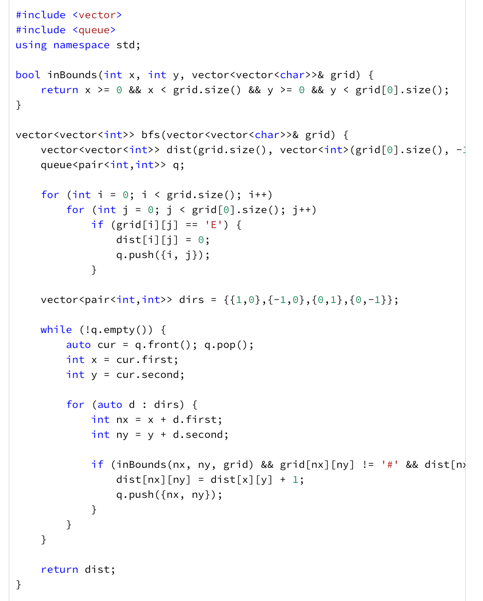 #include <vector>
#include <queue>
using namespace std;

bool inBounds(int x, int y, vector<vector<char>>& grid) {
    return x >= 0 && x < grid.size() && y >= 0 && y < grid[0].size();
}

vector<vector<int>> bfs(vector<vector<char>>& grid) {
    vector<vector<int>> dist(grid.size(), vector<int>(grid[0].size(), -1
    queue<pair<int,int>> q;

    for (int i = 0; i < grid.size(); i++)
        for (int j = 0; j < grid[0].size(); j++)
            if (grid[i][j] == 'E') {
                dist[i][j] = 0;
                q.push({i, j});
            }

    vector<pair<int,int>> dirs = {{1,0},{-1,0},{0,1},{0,-1}};

    while (!q.empty()) {
        auto cur = q.front(); q.pop();
        int x = cur.first;
        int y = cur.second;

        for (auto d : dirs) {
            int nx = x + d.first;
            int ny = y + d.second;

            if (inBounds(nx, ny, grid) && grid[nx][ny] != '#' && dist[nx
                dist[nx][ny] = dist[x][y] + 1;
                q.push({nx, ny});
            }
        }
    }

    return dist;
}